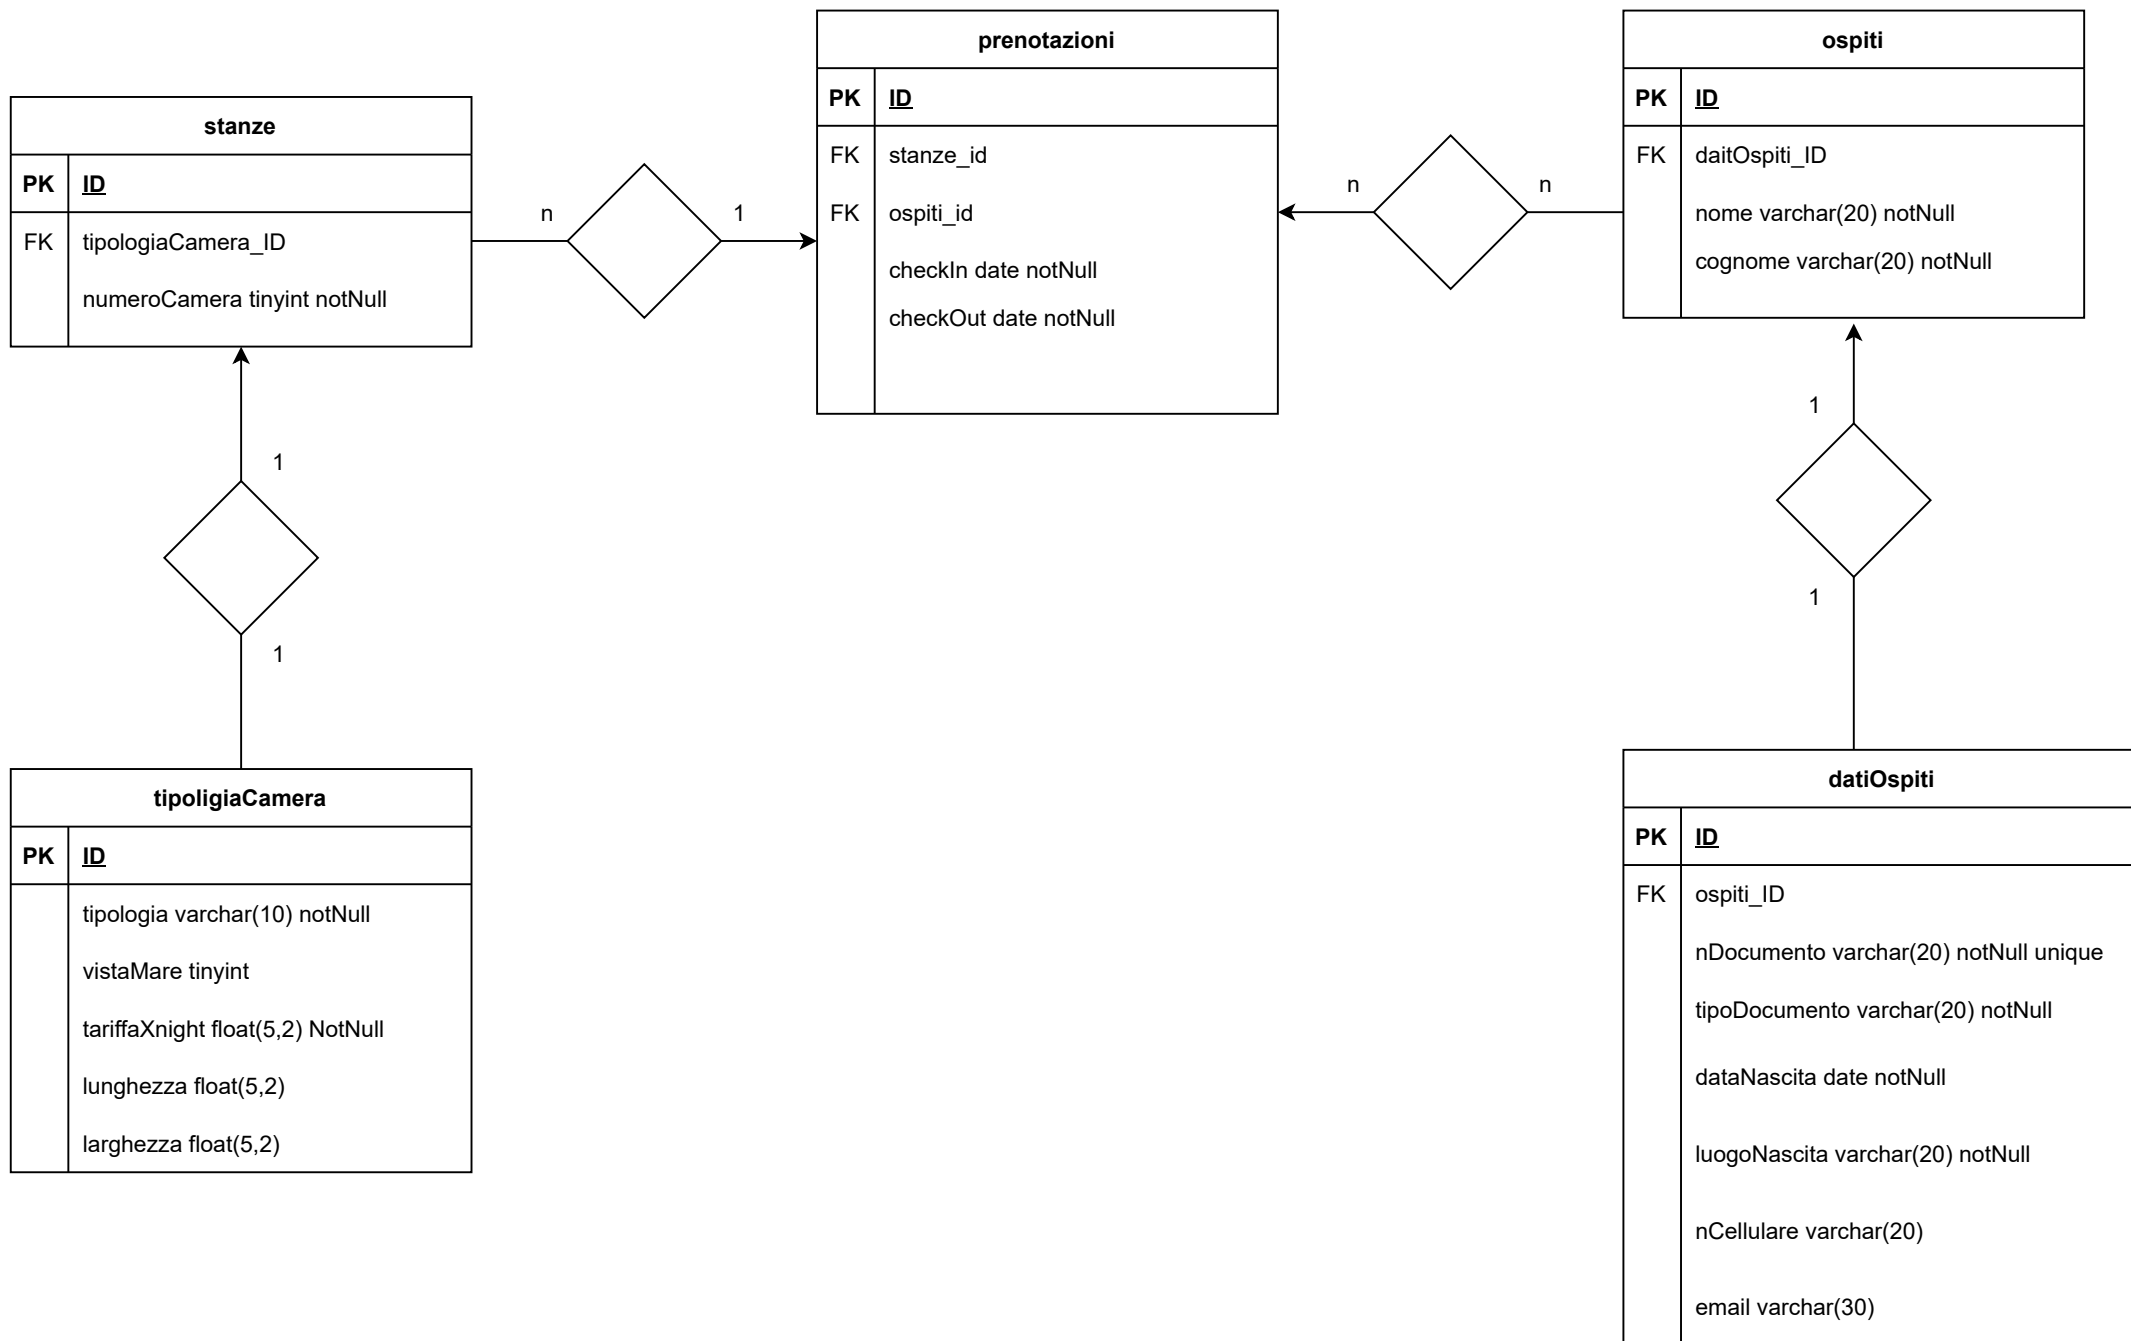 stanze
PK ID
FK tipologiaCamera_ID
numeroCamera tinyint notNull
n
1
prenotazioni
PK ID
FK stanze_id
FK ospiti_id
checkIn date notNull
checkOut date notNull
n
n
ospiti
PK ID
FK daitOspiti_ID
nome varchar(20) notNull
cognome varchar(20) notNull
1
1
tipoligiaCamera
PK ID
tipologia varchar(10) notNull
vistaMare tinyint
tariffaXnight float(5,2) NotNull
lunghezza float(5,2)
larghezza float(5,2)
1
1
datiOspiti
PK ID
FK ospiti_ID
nDocumento varchar(20) notNull unique
tipoDocumento varchar(20) notNull
dataNascita date notNull
luogoNascita varchar(20) notNull
nCellulare varchar(20)
email varchar(30)